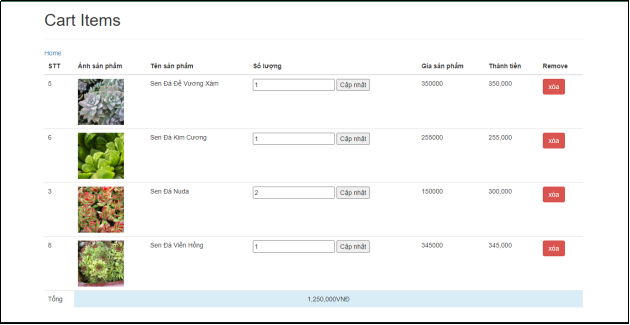 Cart Items
Home
STT Ảnh sản phẩm Tên sản phẩm Số lượng Gia sản phẩm Thành tiền Remove
5 Sen Đá Đế Vương Xám 1 Cập nhật 350000 350,000 xóa
6 Sen Đá Kim Cương 1 Cập nhật 255000 255,000 xóa
3 Sen Đá Nuda 2 Cập nhật 150000 300,000 xóa
8 Sen Đá Viền Hồng 1 Cập nhật 345000 345,000 xóa
Tổng 1,250,000VNĐ